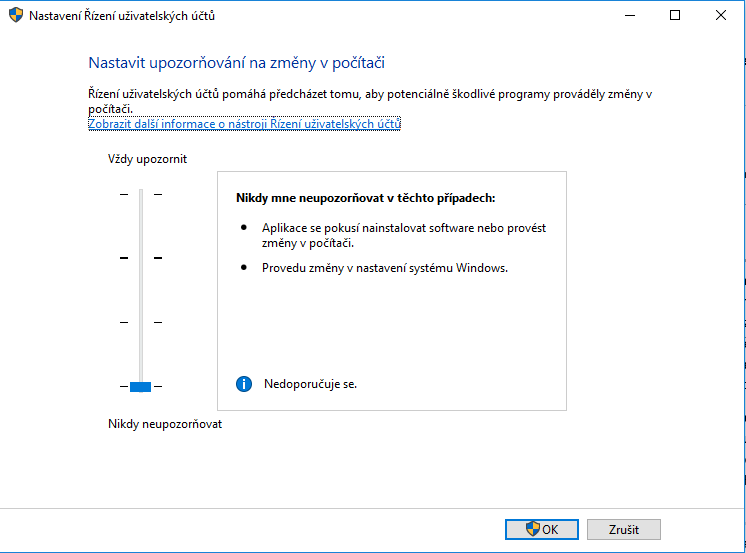 Nastavení Řízení uživatelských účtů
Nastavit upozorňování na změny v počítači
Řízení uživatelských účtů pomáhá předcházet tomu, aby potenciálně škodlivé programy prováděly změny v
počítači.
Zobrazit další informace o nástroji Řízení uživatelských účtů
Vždy upozornit
Nikdy mne neupozorňovat v těchto případech:
Aplikace se pokusí nainstalovat software nebo provést
změny v počítači.
Provedu změny v nastavení systému Windows.
Nedoporučuje se.
Nikdy neupozorňovat
OK
Zrušit